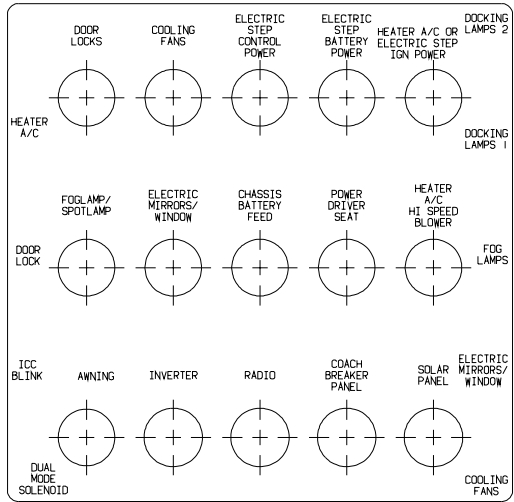 DOOR
LOCKS
COOLING
FANS
ELECTRIC
STEP
CONTROL
POWER
ELECTRIC
STEP
BATTERY
POWER
HEATER A/C OR
ELECTRIC STEP
IGN POWER
DOCKING
LAMPS 2
HEATER
A/C
DOCKING
LAMPS 1
FOGLAMP/
SPOTLAMP
ELECTRIC
MIRRORS/
WINDOW
CHASSIS
BATTERY
FEED
POWER
DRIVER
SEAT
HEATER
A/C
HI SPEED
BLOWER
DOOR
LOCK
FOG
LAMPS
ICC
BLINK
AWNING
INVERTER
RADIO
COACH
BREAKER
PANEL
SOLAR
PANEL
ELECTRIC
MIRRORS/
WINDOW
DUAL
MODE
SOLENOID
COOLING
FANS